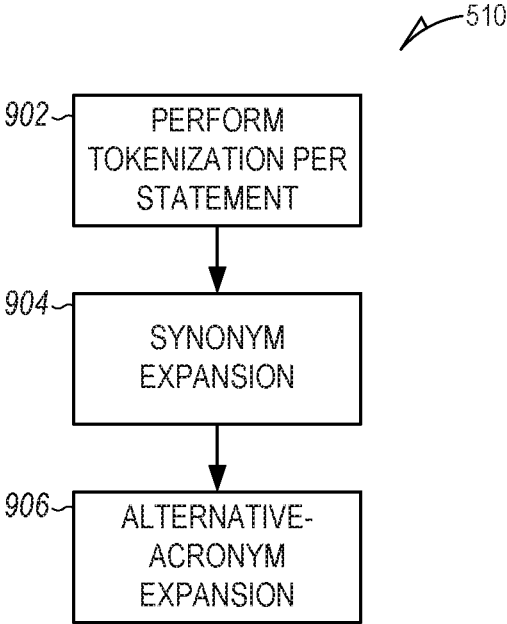 510
902
PERFORM
TOKENIZATION PER
STATEMENT
904
SYNONYM
EXPANSION
906
ALTERNATIVE-
ACRONYM
EXPANSION